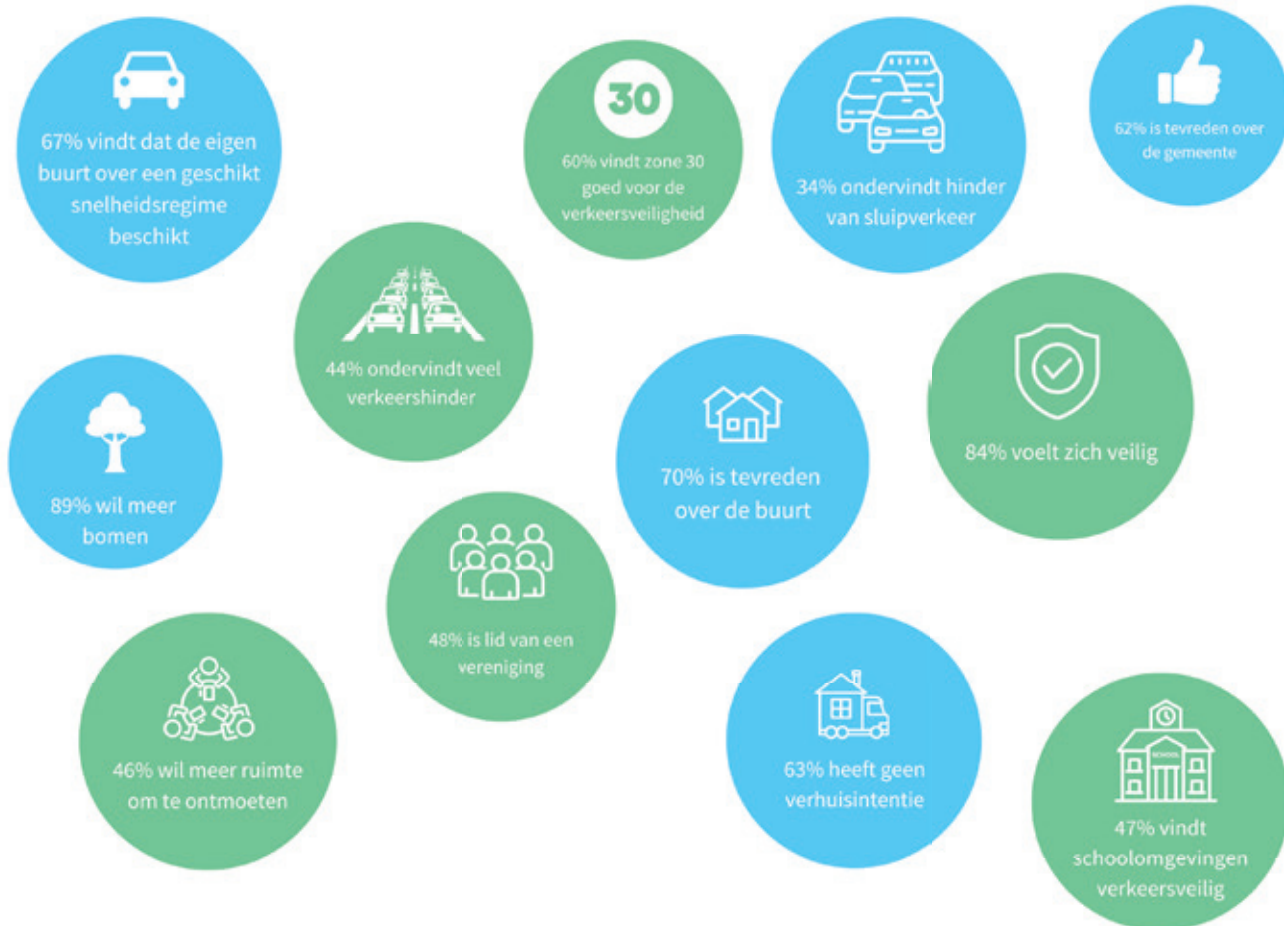 67% vindt dat de eigen
buurt over een geschikt
snelheidsregime
beschikt
30
60% vindt zone 30
goed voor de
verkeersveiligheid
34% ondervindt hinder
van sluipverkeer
62% is tevreden over
de gemeente
44% ondervindt veel
verkeershinder
89% wil meer
bomen
70% is tevreden
over de buurt
84% voelt zich veilig
48% is lid van een
vereniging
46% wil meer ruimte
om te ontmoeten
63% heeft geen
verhuisintentie
SCHOOL
47% vindt
schoolomgevingen
verkeersveilig